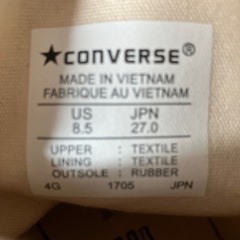 ★CONVERSE®
MADE IN VIETNAM
FABRIQUE AU VIETNAM
US JPN
8.5 27.0
UPPER : TEXTILE
LINING : TEXTILE
OUTSOLE : RUBBER
4G 1705 JPN